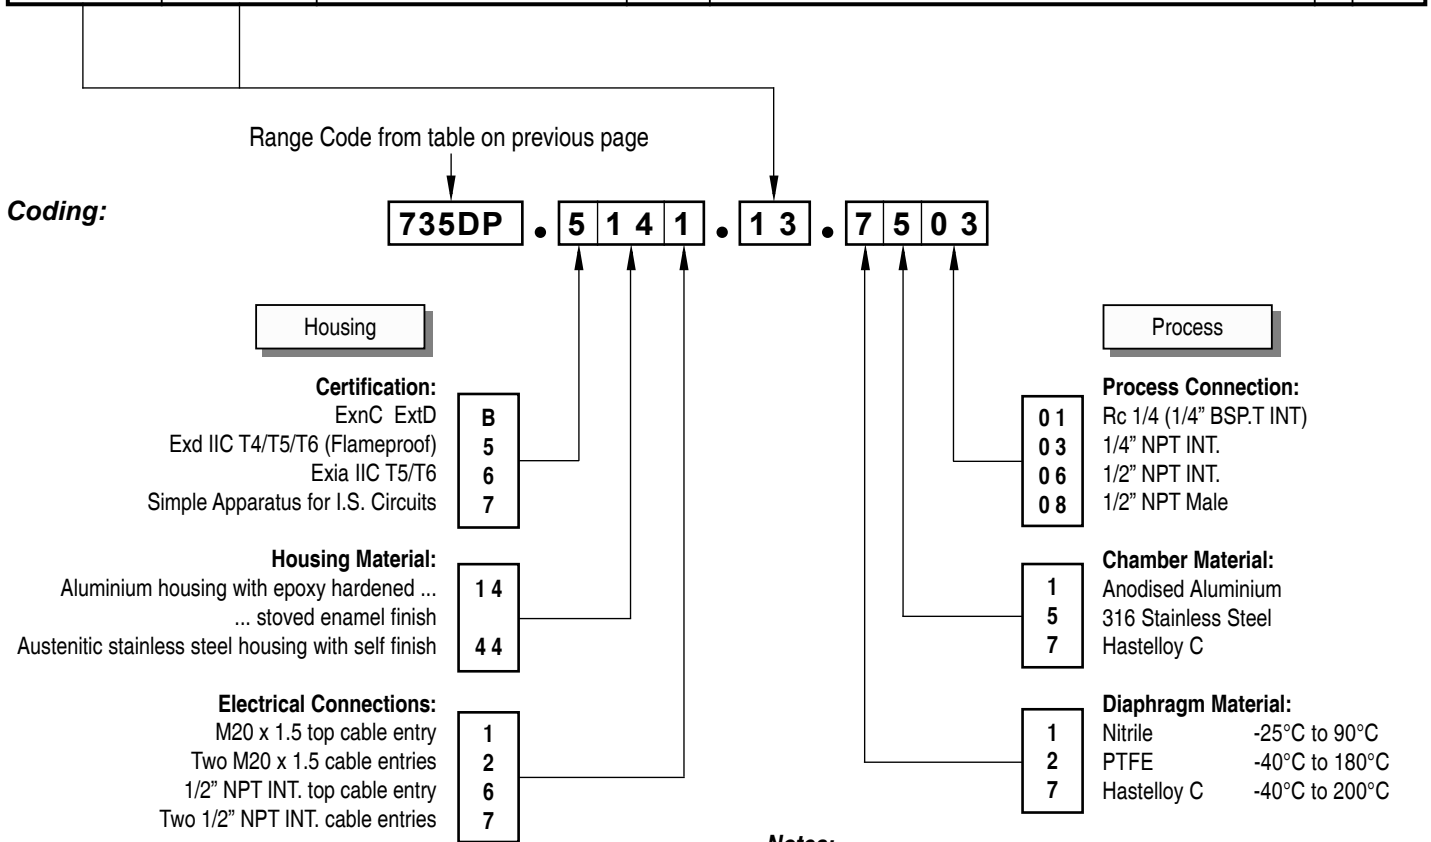 Range Code from table on previous page
Coding:
735DP . 5 1 4 1 . 1 3 . 7 5 0 3
Housing
Certification:
ExnC ExtD B
Exd IIC T4/T5/T6 (Flameproof) 5
Exia IIC T5/T6 6
Simple Apparatus for I.S. Circuits 7
Housing Material:
Aluminium housing with epoxy hardened ... 1 4
... stoved enamel finish
Austenitic stainless steel housing with self finish 4 4
Electrical Connections:
M20 x 1.5 top cable entry 1
Two M20 x 1.5 cable entries 2
1/2” NPT INT. top cable entry 6
Two 1/2” NPT INT. cable entries 7
Process
Process Connection:
0 1 Rc 1/4 (1/4” BSP.T INT)
0 3 1/4” NPT INT.
0 6 1/2” NPT INT.
0 8 1/2” NPT Male
Chamber Material:
1 Anodised Aluminium
5 316 Stainless Steel
7 Hastelloy C
Diaphragm Material:
1 Nitrile -25°C to 90°C
2 PTFE -40°C to 180°C
7 Hastelloy C -40°C to 200°C
Notes: